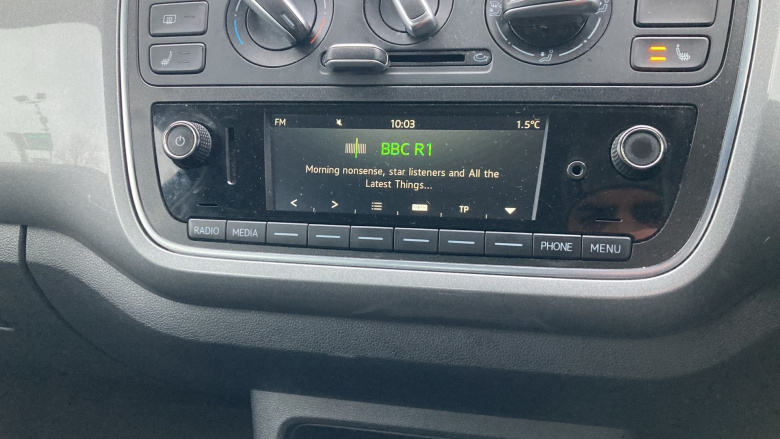 FM 10:03 1.5°C
BBC R1
Morning nonsense, star listeners and All the
Latest Things...
< > TP
RADIO MEDIA PHONE MENU